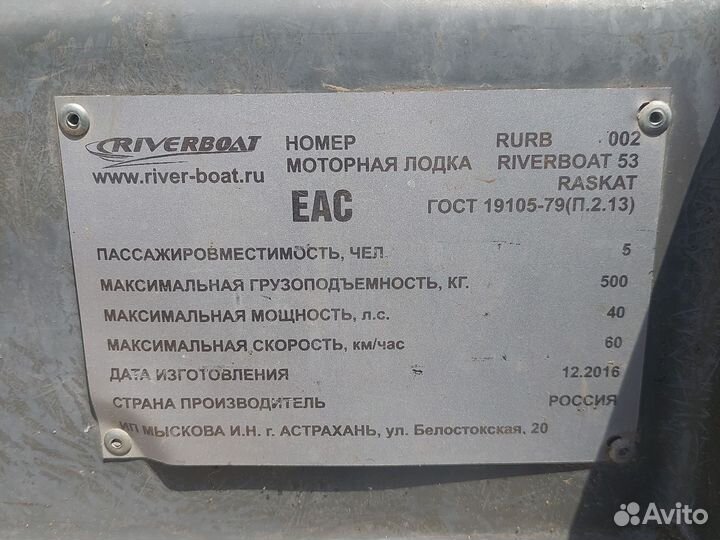 RIVERBOAT НОМЕР RURB 002
МОТОРНАЯ ЛОДКА RIVERBOAT 53
www.river-boat.ru RASKAT
EAC ГОСТ 19105-79(П.2.13)
ПАССАЖИРОВМЕСТИМОСТЬ, ЧЕЛ 5
МАКСИМАЛЬНАЯ ГРУЗОПОДЪЕМНОСТЬ, КГ. 500
МАКСИМАЛЬНАЯ МОЩНОСТЬ, л.с. 40
МАКСИМАЛЬНАЯ СКОРОСТЬ, км/час 60
ДАТА ИЗГОТОВЛЕНИЯ 12.2016
СТРАНА ПРОИЗВОДИТЕЛЬ РОССИЯ
ИП МЫСКОВА И.Н. г. АСТРАХАНЬ, ул. Белостокская, 20
Avito